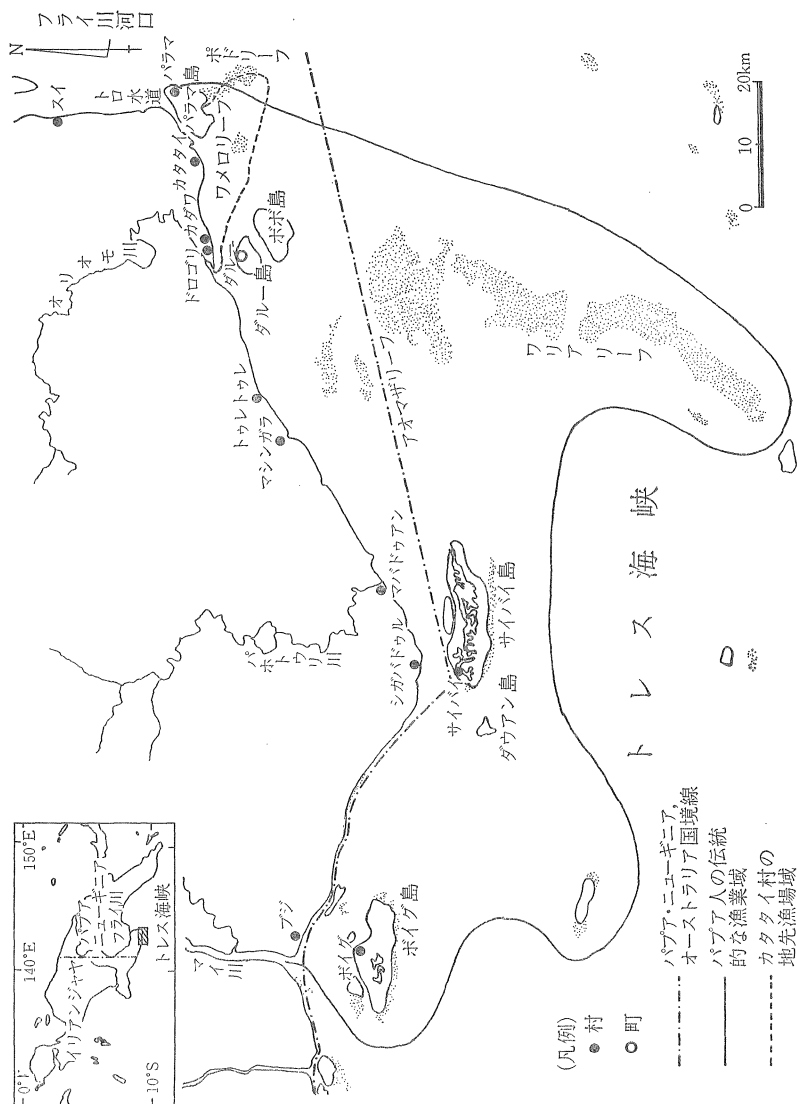 フライ川河口
N
スイ
トロ水道
パラマ島
パラマ
ポドリーフ
カタタイ
ワメロリーフ
カダワ
ドロゴリ
ダルー
ダルー島
ボボ島
オリオモ川
トゥレトゥレ
マシンガラ
アオマザリーフ
ワリアリーフ
0 10 20km
マバドゥアン
パホトゥリ川
シガバドゥル
サイバイ
サイバイ島
ダウアン島
トレス海峡
ブジ
マイ川
ボイグ
ボイグ島
140°E
150°E
0°
10°S
イリアンジャヤ
パプア・ニューギニア
フライ川
トレス海峡
(凡例)
村
町
パプア・ニューギニア,
オーストラリア国境線
パプア人の伝統
的な漁業域
カタタイ村の
地先漁場域